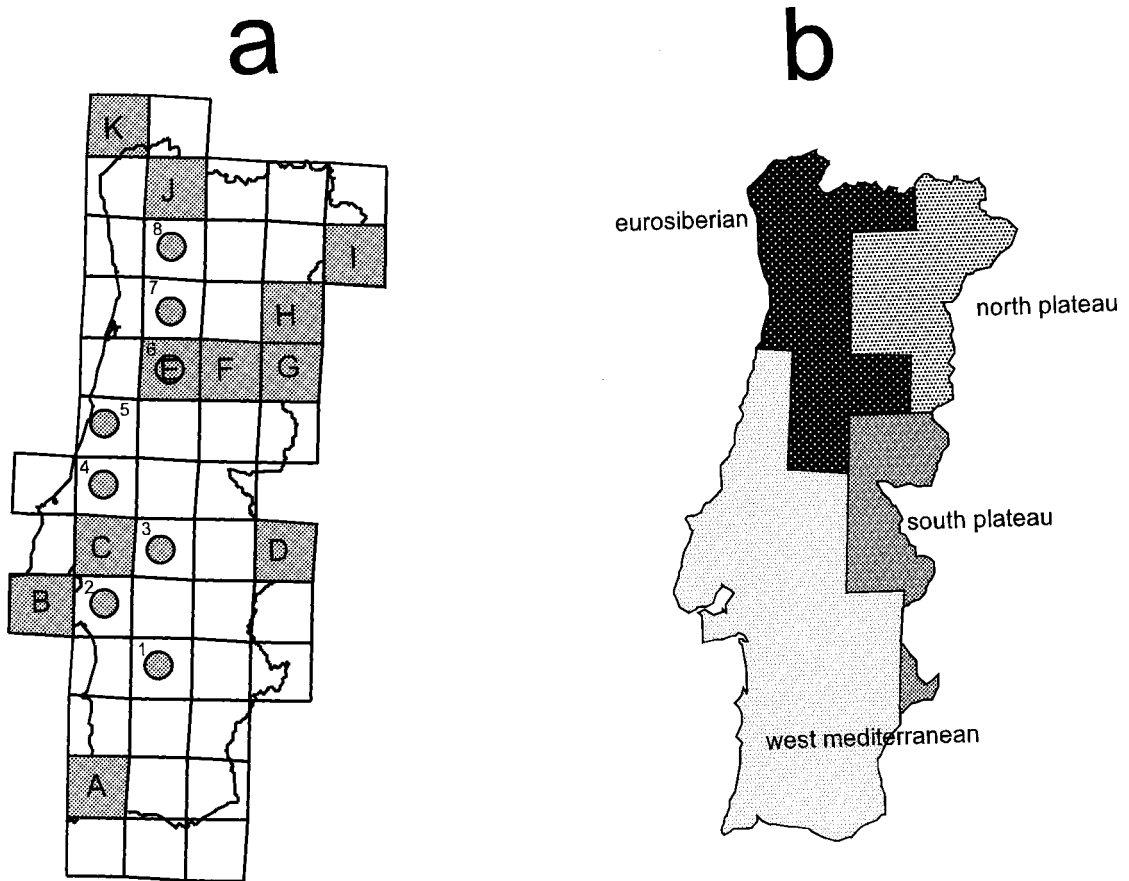 a
b
K
J
8
I
7
H
6
E
F
G
5
4
C
3
D
B
2
1
A
eurosiberian
north plateau
south plateau
west mediterranean